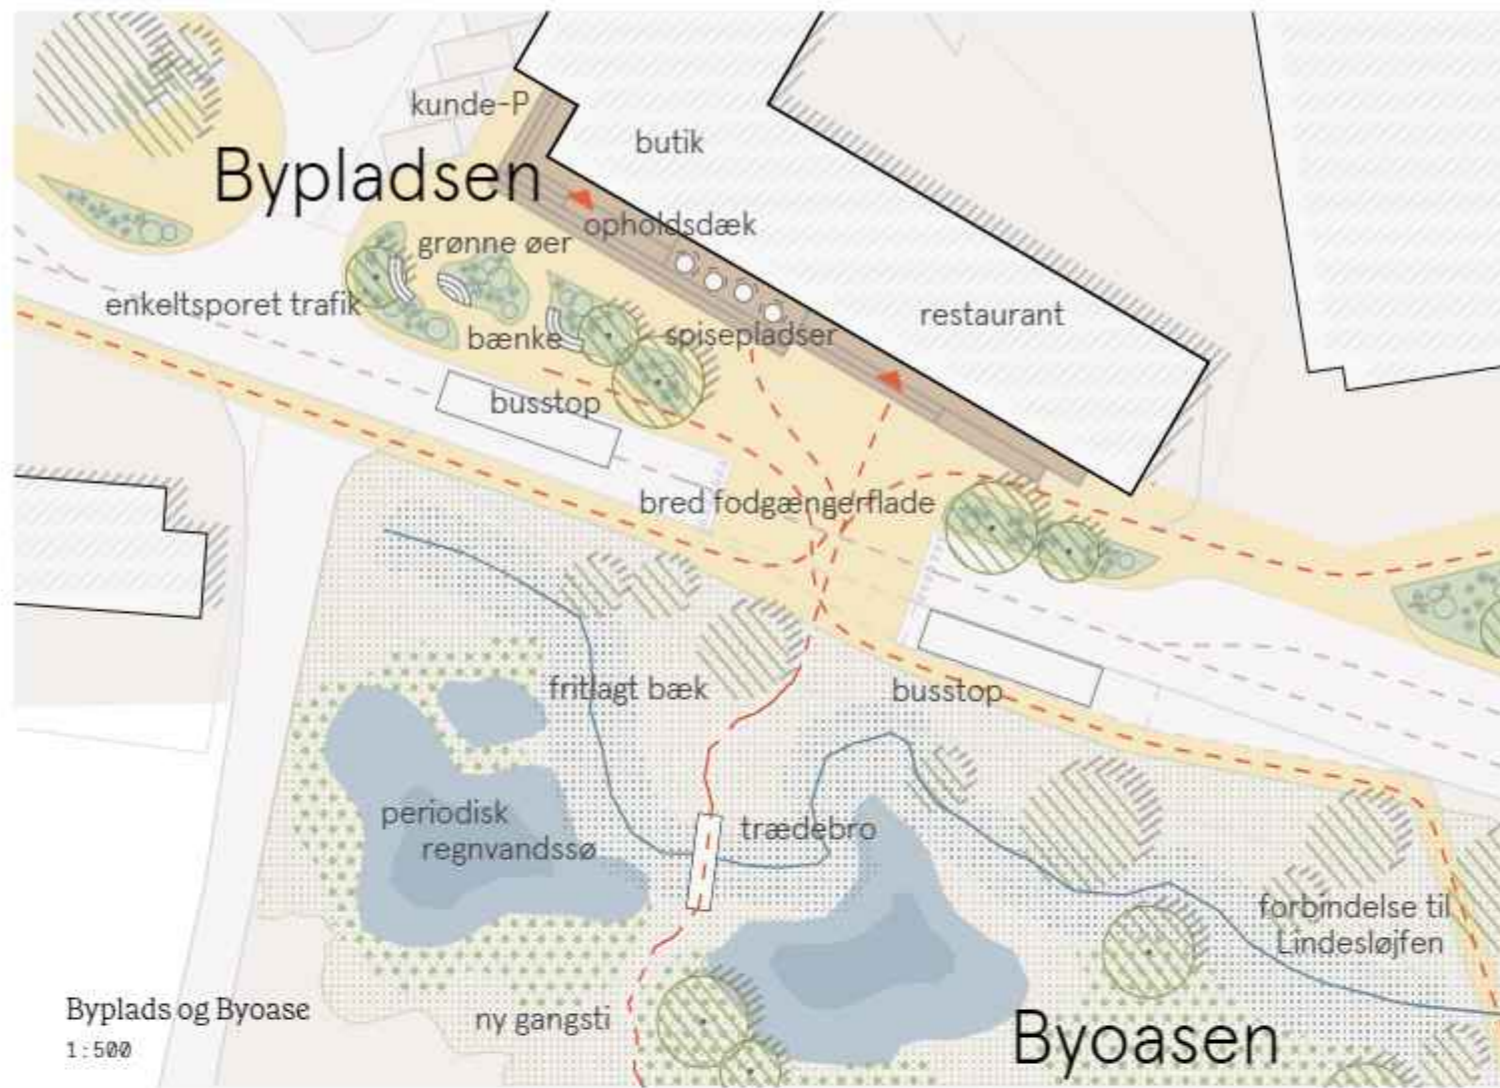 kunde-P
butik
Bypladsen
opholdsdæk
grønne øer
enkeltsporet trafik
bænke
spisepladser
restaurant
busstop
bred fodgængerflade
fritlagt bæk
busstop
periodisk
regnvandssø
trædebro
forbindelse til
Lindesløjfen
Byplads og Byoase
1:500
ny gangsti
Byoasen